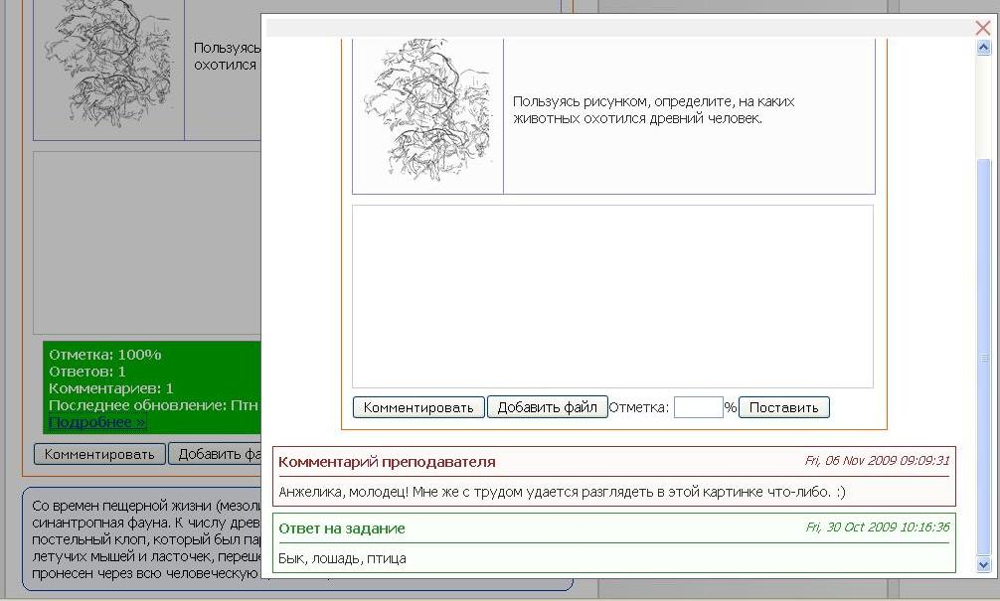 Пользуясь
охотился
Отметка: 100%
Ответов: 1
Комментариев: 1
Последнее обновление: Птн
Подробнее »
Комментировать
Добавить фа
Со времен пещерной жизни (мезоли
синантропная фауна. К числу древ
постельный клоп, который был пар
летучих мышей и ласточек, переше
пронесен через всю человеческую
Пользуясь рисунком, определите, на каких
животных охотился древний человек.
Комментировать Добавить файл Отметка: % Поставить
Комментарий преподавателя Fri, 06 Nov 2009 09:09:31
Анжелика, молодец! Мне же с трудом удается разглядеть в этой картинке что-либо. :)
Ответ на задание Fri, 30 Oct 2009 10:16:36
Бык, лошадь, птица